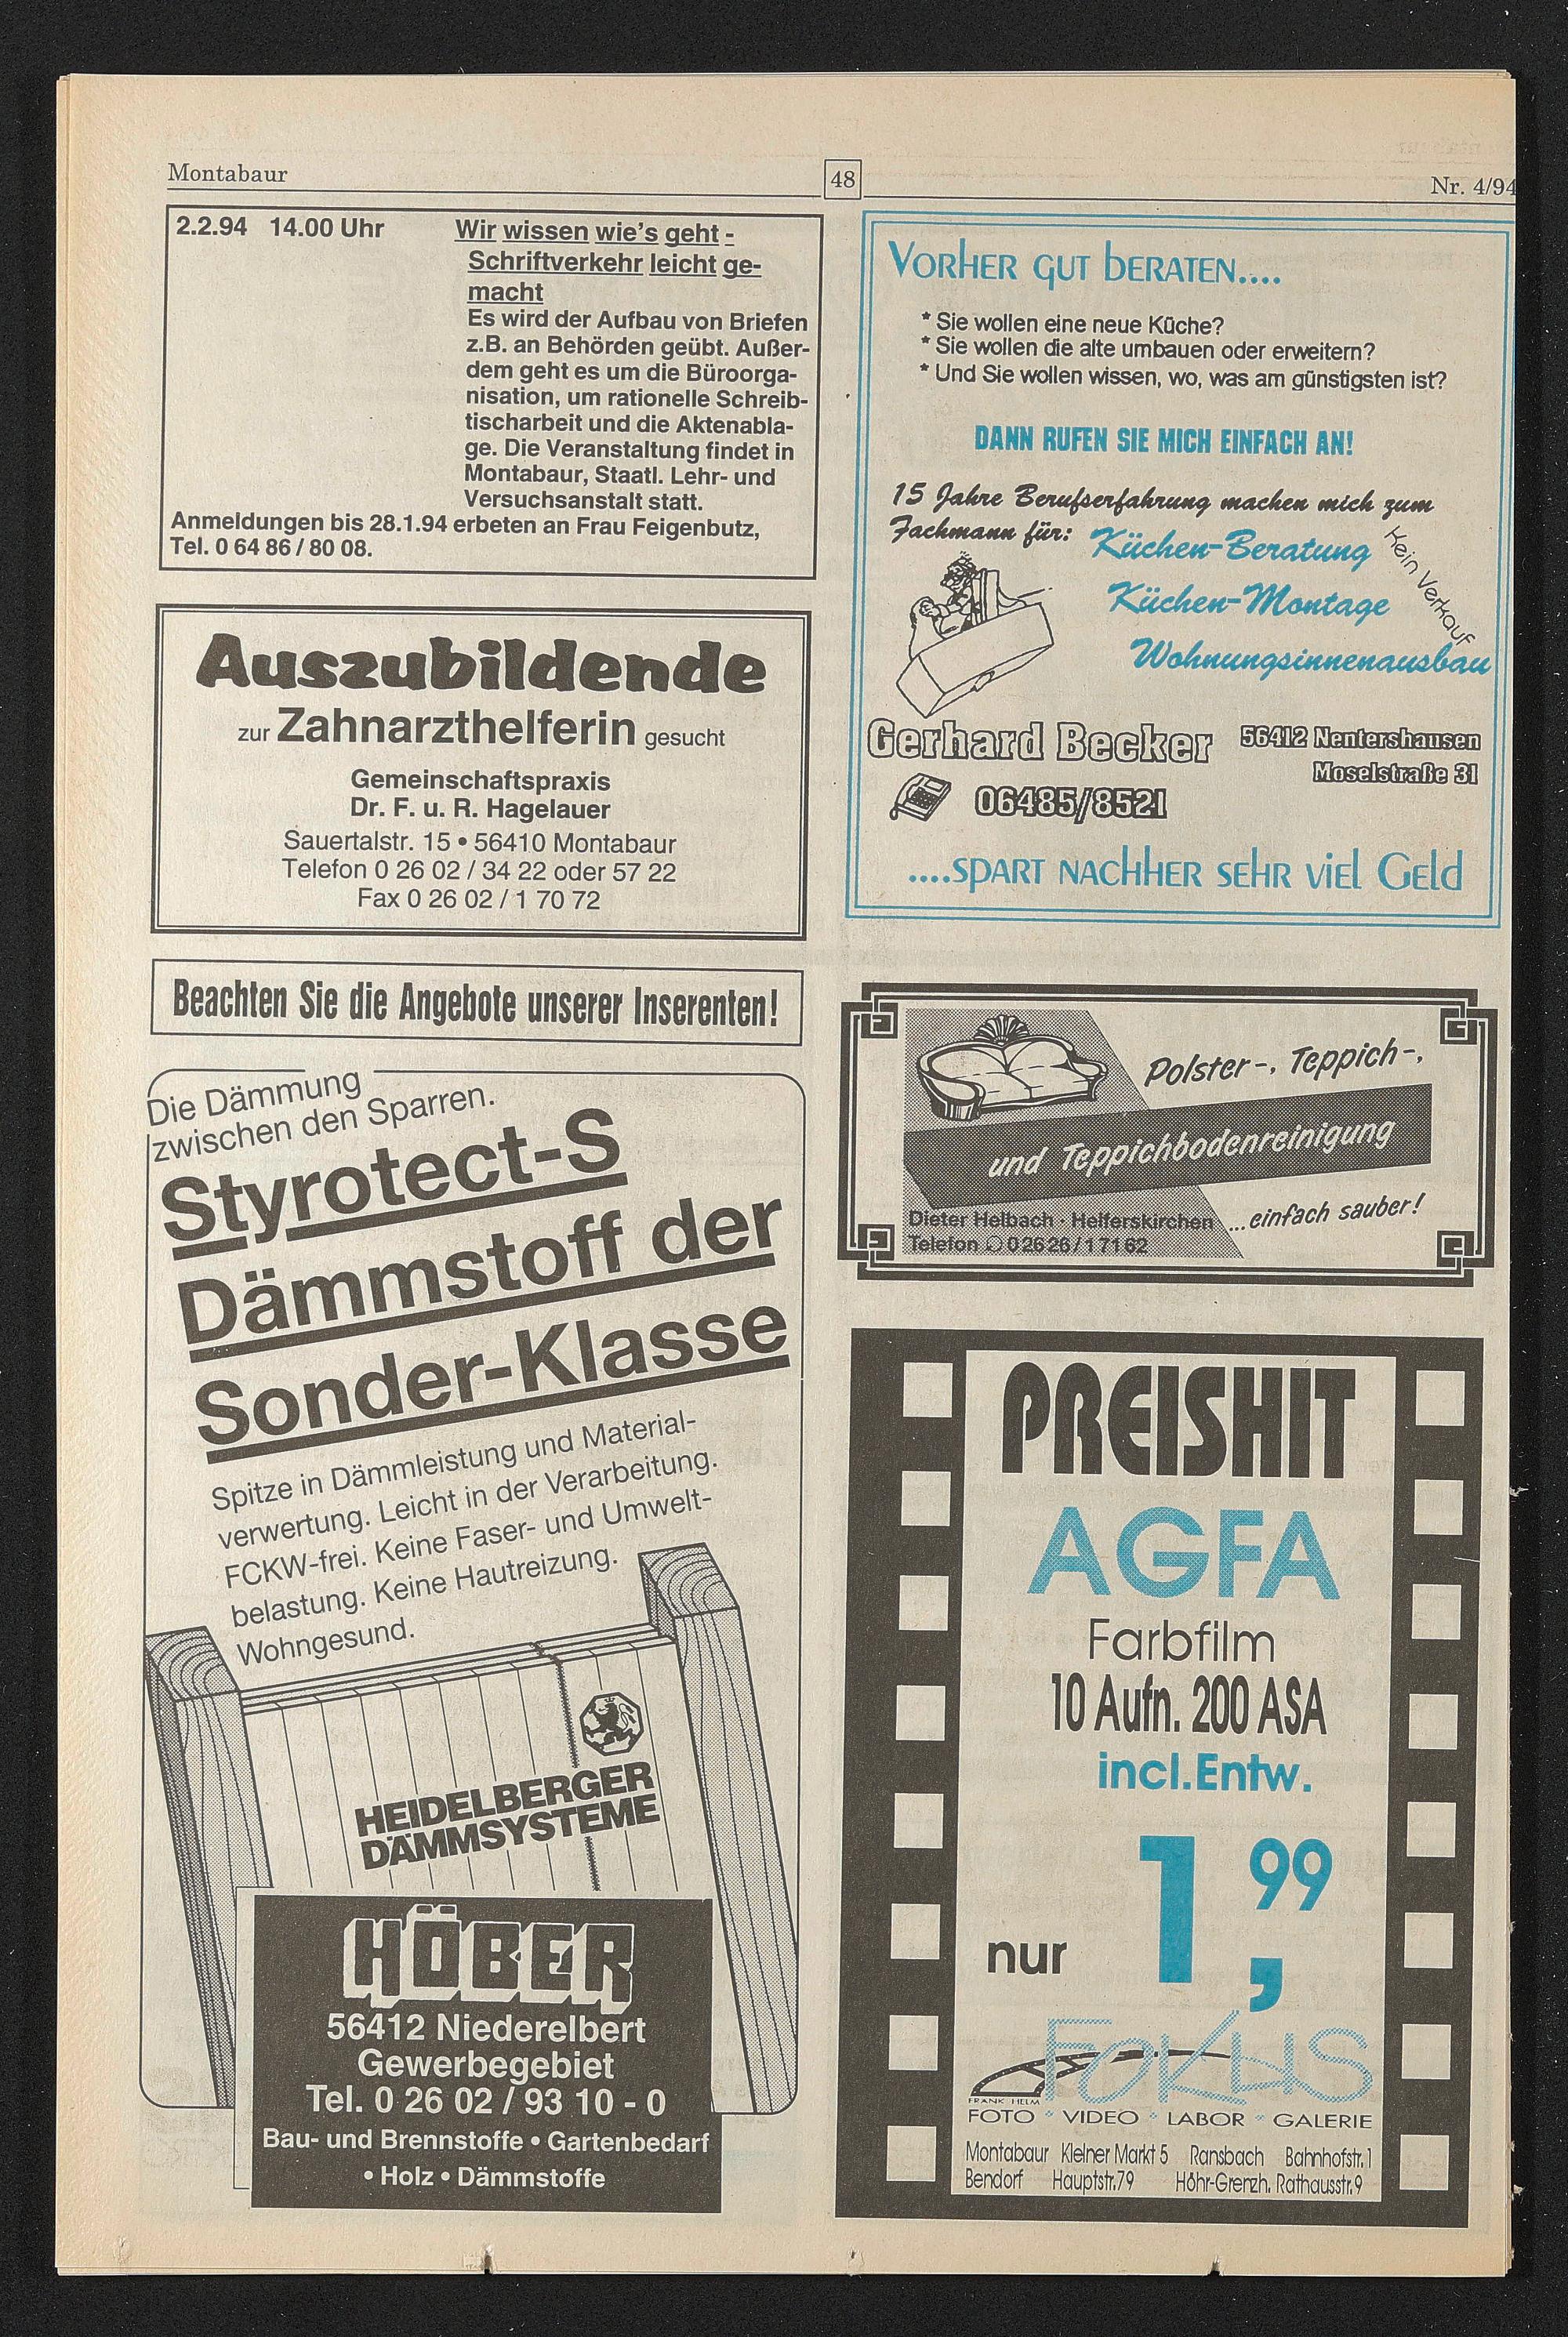 Montabaur
48
Nr. 4/94
2.2.94 14.00 Uhr
Wir wissen wie's geht -
Schriftverkehr leicht ge-
macht
Es wird der Aufbau von Briefen
z.B. an Behörden geübt. Außer-
dem geht es um die Büroorga-
nisation, um rationelle Schreib-
tischarbeit und die Aktenabla-
ge. Die Veranstaltung findet in
Montabaur, Staatl. Lehr- und
Versuchsanstalt statt.
Anmeldungen bis 28.1.94 erbeten an Frau Feigenbutz,
Tel. 0 64 86 / 80 08.
Auszubildende
zur Zahnarzthelferin gesucht
Gemeinschaftspraxis
Dr. F. u. R. Hagelauer
Sauertalstr. 15 • 56410 Montabaur
Telefon 0 26 02 / 34 22 oder 57 22
Fax 0 26 02 / 1 70 72
Beachten Sie die Angebote unserer Inserenten!
Die Dämmung
zwischen den Sparren.
Styrotect-S
Dämmstoff der
Sonder-Klasse
Spitze in Dämmleistung und Material-
verwertung. Leicht in der Verarbeitung.
FCKW-frei. Keine Faser- und Umwelt-
belastung. Keine Hautreizung.
Wohngesund.
HEIDELBERGER
DÄMMSYSTEME
HÖBER
56412 Niederelbert
Gewerbegebiet
Tel. 0 26 02 / 93 10 - 0
Bau- und Brennstoffe • Gartenbedarf
• Holz • Dämmstoffe
Vorher gut beraten....
* Sie wollen eine neue Küche?
* Sie wollen die alte umbauen oder erweitern?
* Und Sie wollen wissen, wo, was am günstigsten ist?
DANN RUFEN SIE MICH EINFACH AN!
15 Jahre Berufserfahrung machen mich zum
Fachmann für:
Küchen-Beratung
Kein Verkauf
Küchen-Montage
Wohnungsinnenausbau
Gerhard Becker
56412 Nentershausen
Moselstraße 31
06485/8521
....spart nachher sehr viel Geld
Polster-, Teppich-,
und Teppichbodenreinigung
...einfach sauber!
Dieter Helbach · Helferskirchen
Telefon ✆ 02626/17162
PREISHIT
AGFA
Farbfilm
10 Aufn. 200 ASA
incl.Entw.
nur 1,99
FOKUS
FRANK HELM
FOTO * VIDEO * LABOR * GALERIE
Montabaur Kleiner Markt 5 Ransbach Bahnhofstr.1
Bendorf Hauptstr.79 Höhr-Grenzh. Rathausstr.9